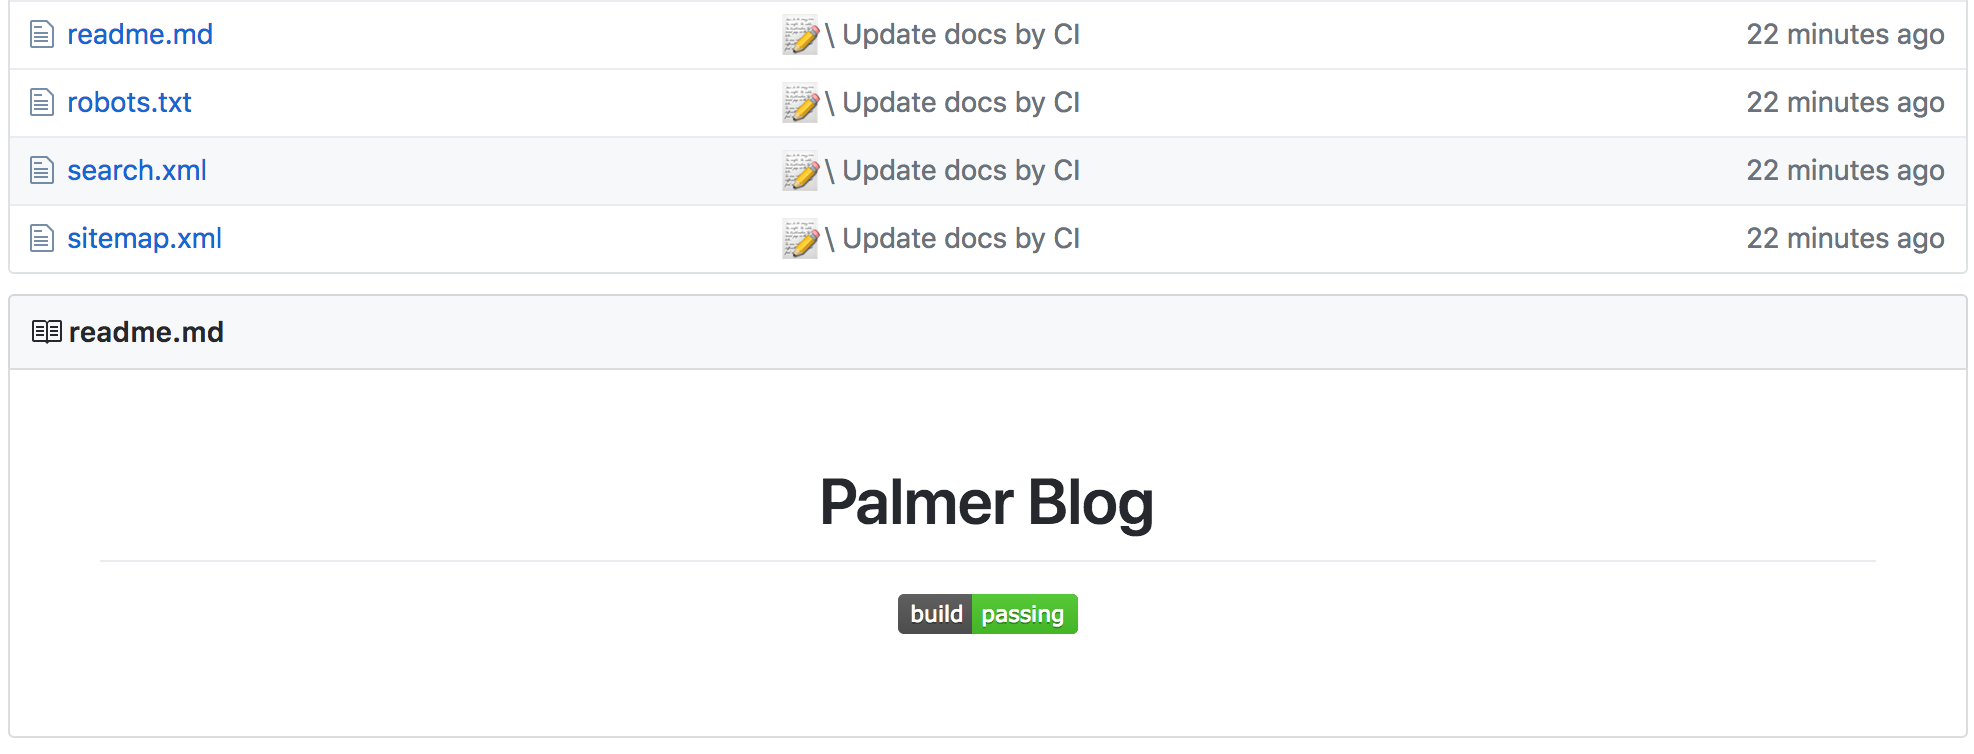 readme.md 📝\ Update docs by CI 22 minutes ago
robots.txt 📝\ Update docs by CI 22 minutes ago
search.xml 📝\ Update docs by CI 22 minutes ago
sitemap.xml 📝\ Update docs by CI 22 minutes ago
readme.md
Palmer Blog
build passing